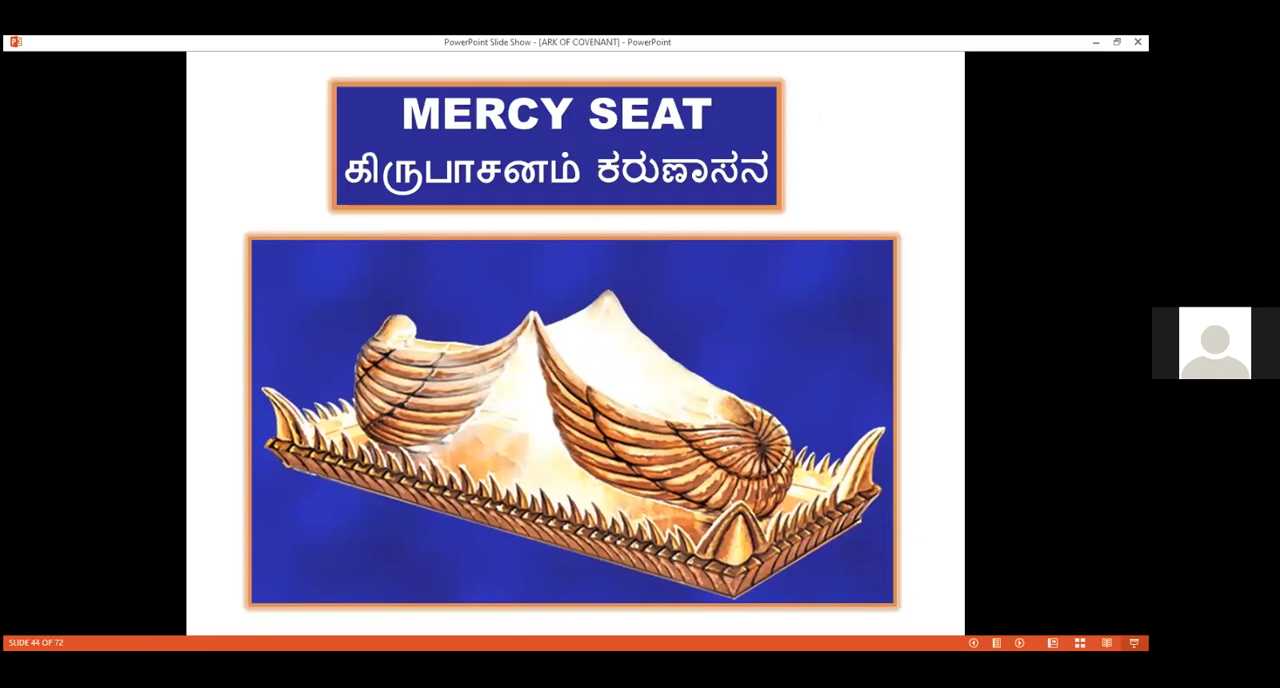 PowerPoint Slide Show - [ARK OF COVENANT] - PowerPoint
MERCY SEAT
கிருபாசனம் ಕರುಣಾಸನ
SLIDE 44 OF 72